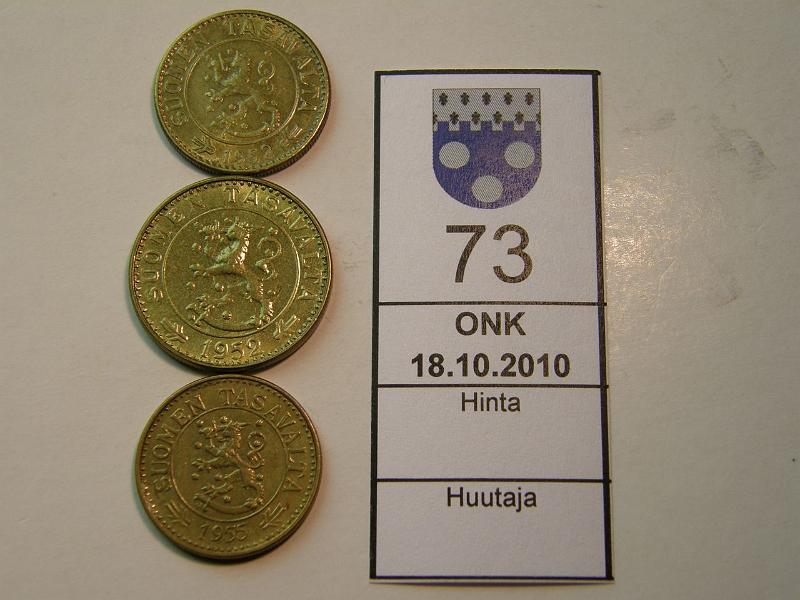 SUOMEN TASAVALTA
SUOMEN TASAVALTA
1952
SUOMEN TASAVALTA
1955
73
ONK
18.10.2010
Hinta
Huutaja